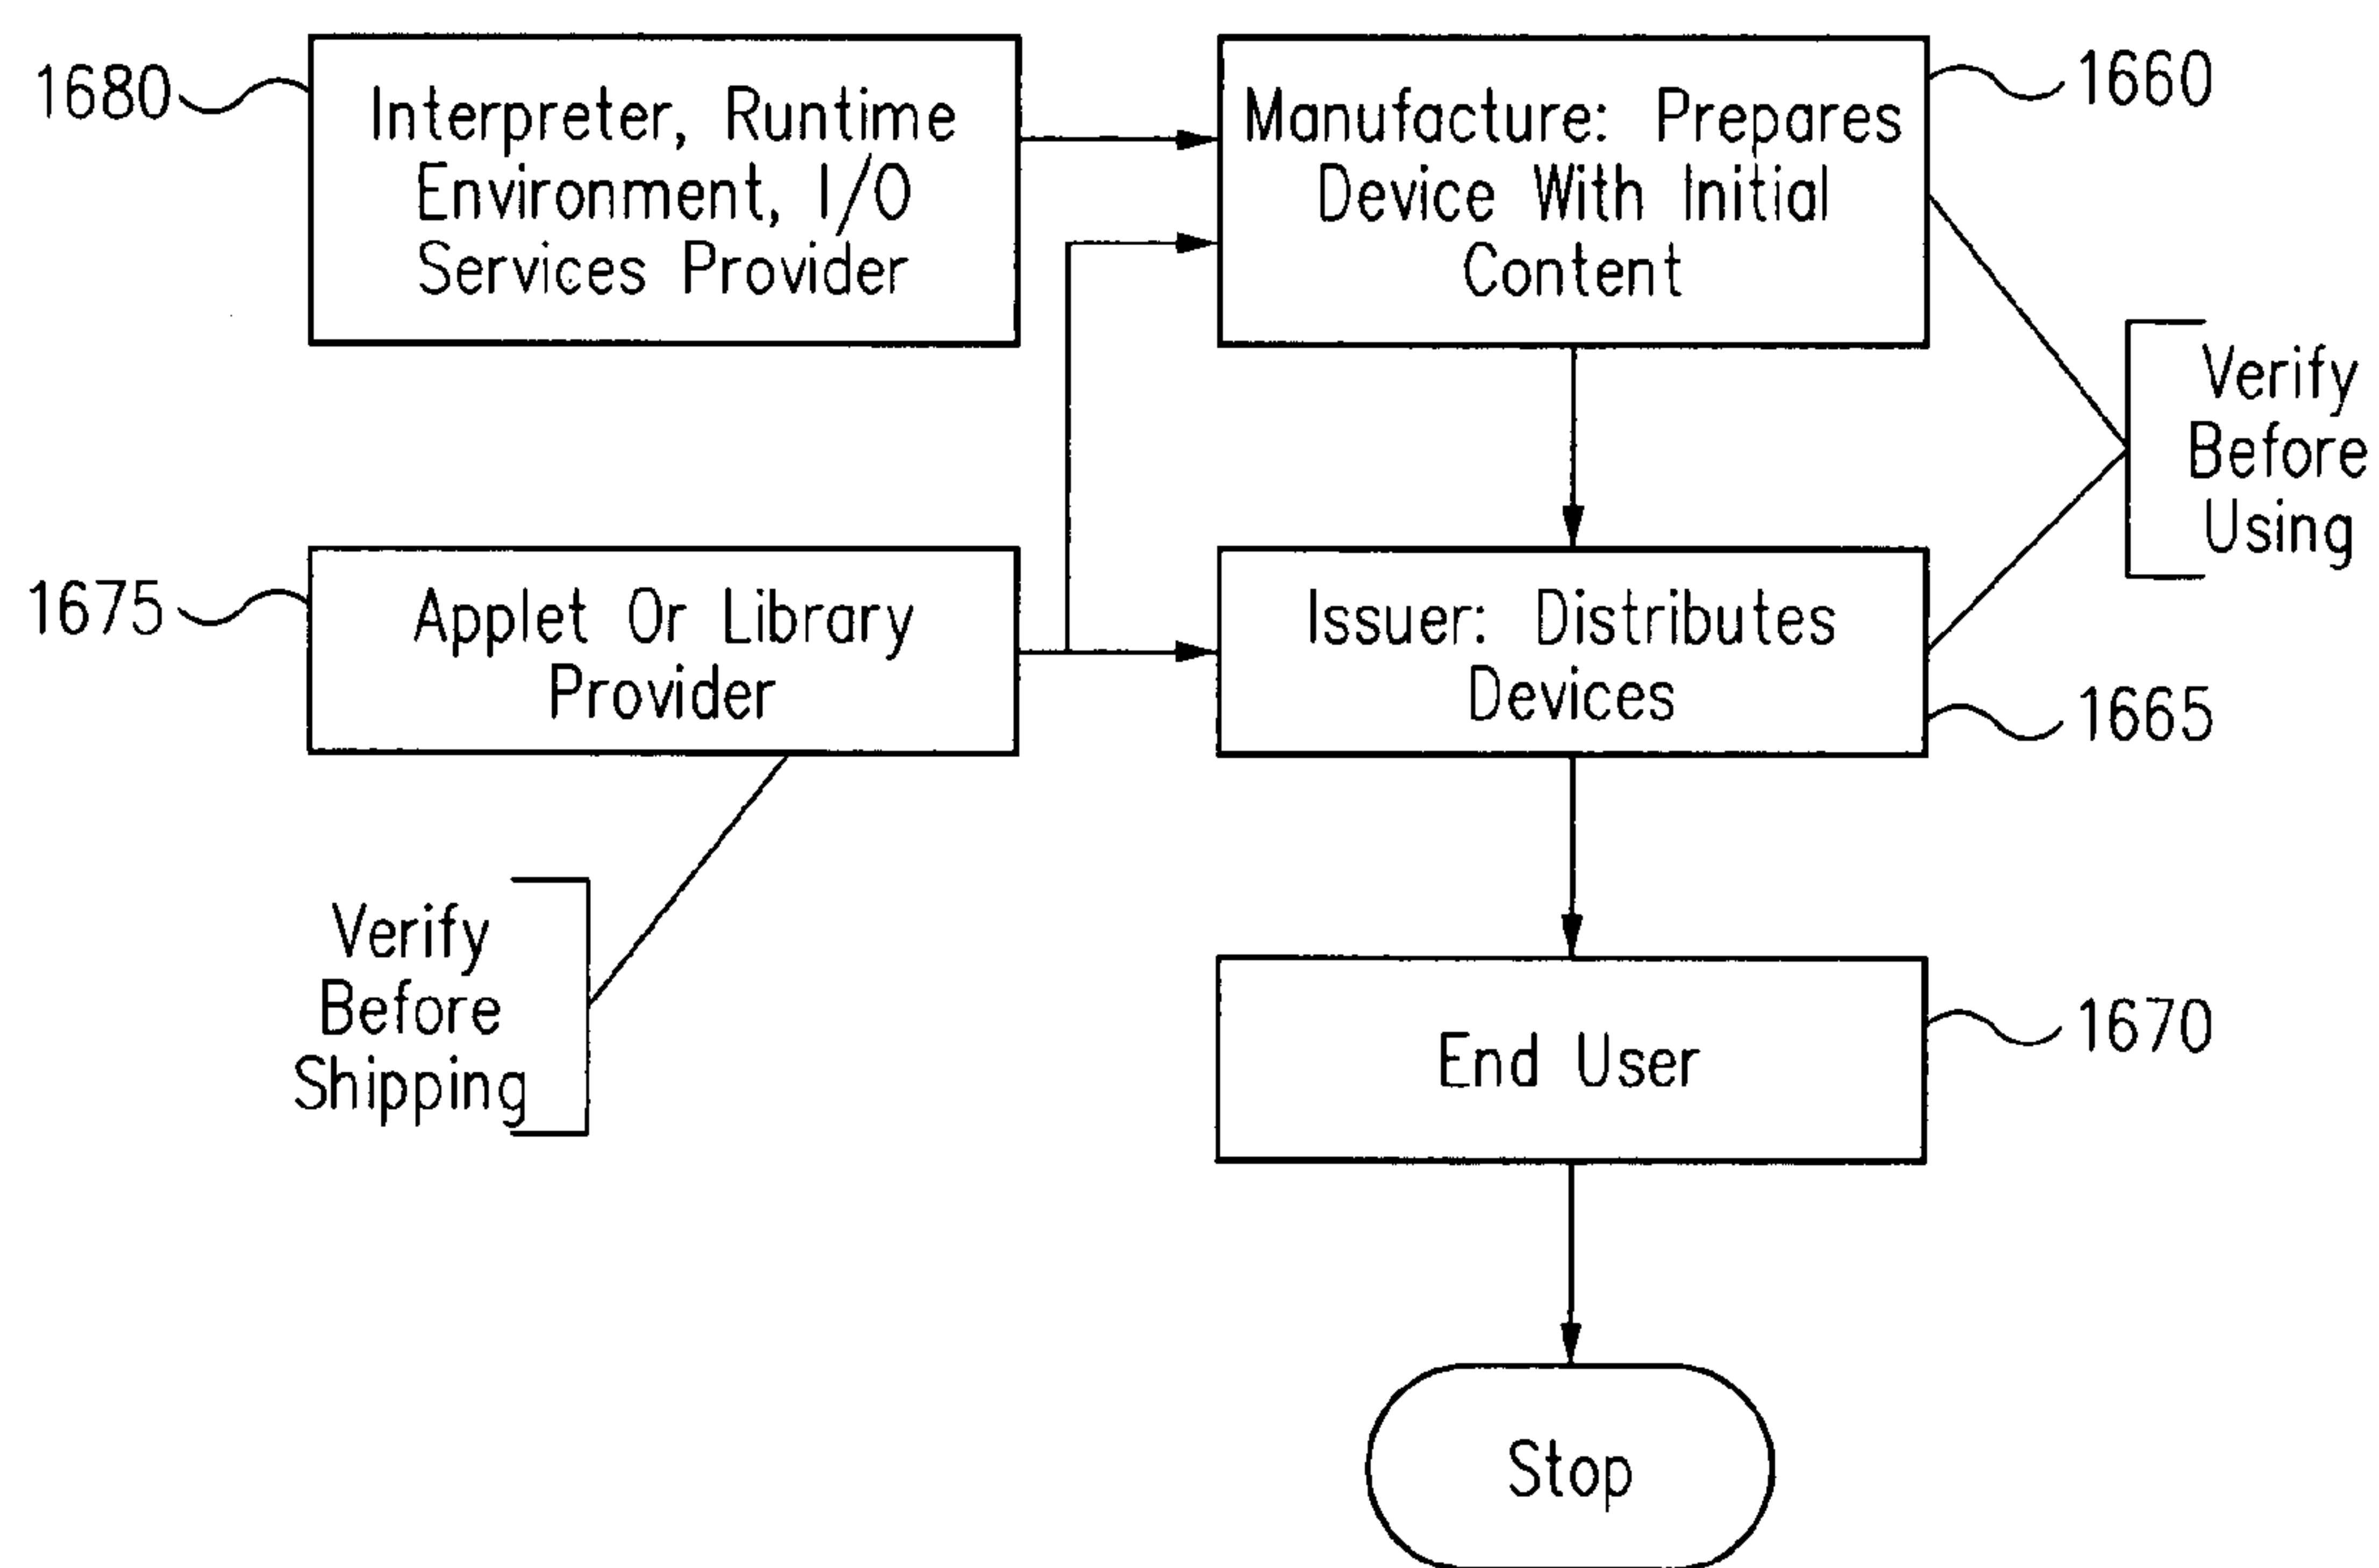 1680
Interpreter, Runtime
Environment, I/O
Services Provider
Manufacture: Prepares
Device With Initial
Content
1660
Verify
Before
Using
1675
Applet Or Library
Provider
Issuer: Distributes
Devices
1665
Verify
Before
Shipping
End User
1670
Stop